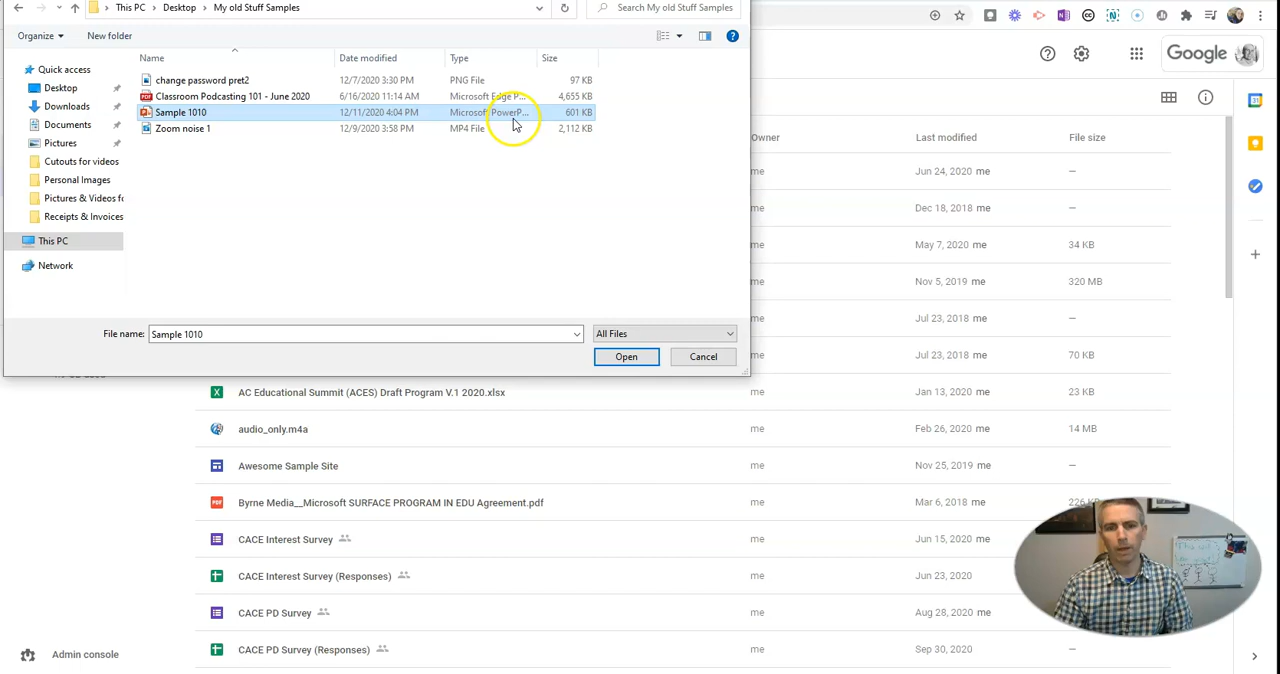 This PC > Desktop > My old Stuff Samples
Search My old Stuff Samples
Organize
New folder
Google
Name
Date modified
Type
Size
Quick access
Desktop
Downloads
Documents
Pictures
Cutouts for videos
Personal Images
Pictures & Videos fo
Receipts & Invoices
This PC
Network
change password pret2 12/7/2020 3:30 PM PNG File 97 KB
Classroom Podcasting 101 - June 2020 6/16/2020 11:14 AM Microsoft Edge P... 4,655 KB
Sample 1010 12/11/2020 4:04 PM Microsoft PowerP... 601 KB
Zoom noise 1 12/9/2020 3:58 PM MP4 File 2,112 KB
File name: Sample 1010
All Files
Open
Cancel
Owner Last modified File size
me Jun 24, 2020 me —
me Dec 18, 2018 me —
me May 7, 2020 me 34 KB
me Nov 5, 2019 me 320 MB
me Jul 23, 2018 me —
me Jul 23, 2018 me 70 KB
AC Educational Summit (ACES) Draft Program V.1 2020.xlsx me Jan 13, 2020 me 23 KB
audio_only.m4a me Feb 26, 2020 me 14 MB
Awesome Sample Site me Nov 25, 2019 me —
Byrne Media__Microsoft SURFACE PROGRAM IN EDU Agreement.pdf me Mar 6, 2018 me 226 KB
CACE Interest Survey me Jun 15, 2020 me
CACE Interest Survey (Responses) me Jun 23, 2020
CACE PD Survey me Aug 28, 2020 me
CACE PD Survey (Responses) me Sep 30, 2020
Admin console
This will